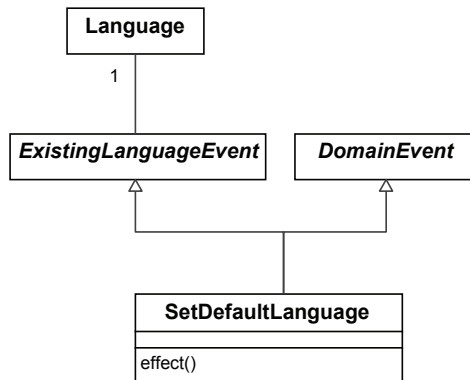 Language
1
ExistingLanguageEvent
DomainEvent
SetDefaultLanguage
effect()